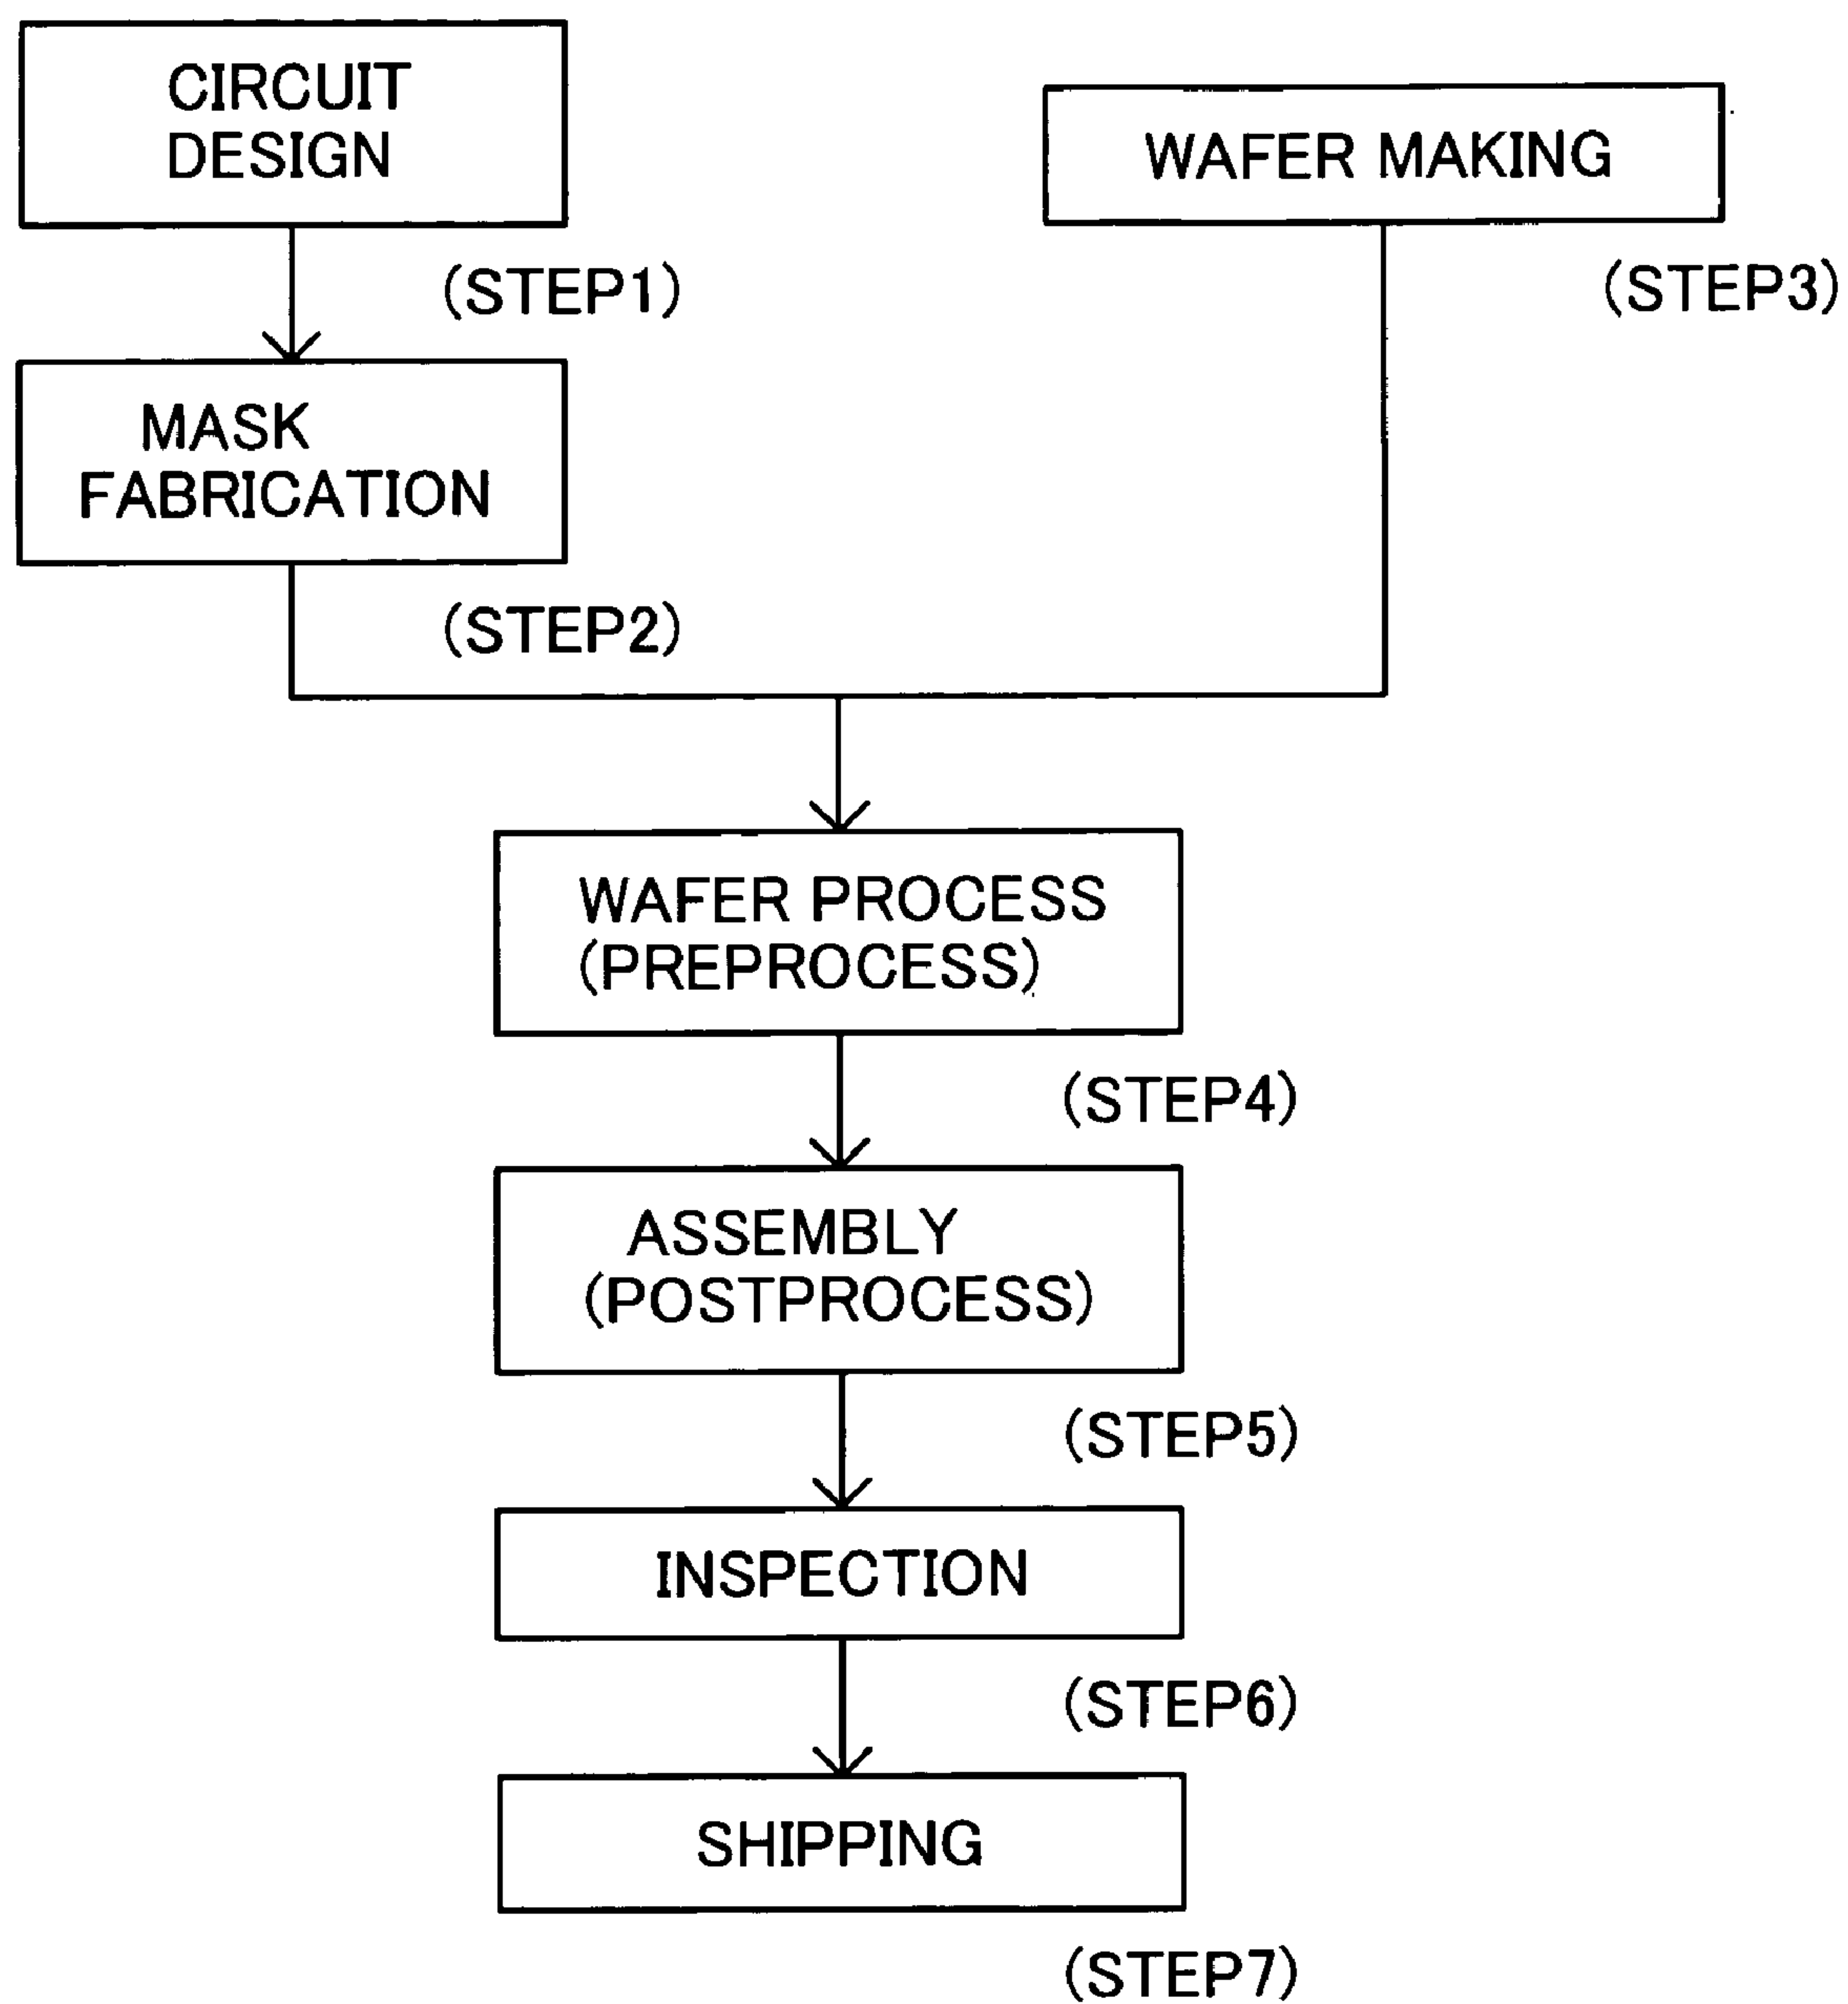 CIRCUIT
DESIGN
(STEP1)
MASK
FABRICATION
(STEP2)
WAFER MAKING
(STEP3)
WAFER PROCESS
(PREPROCESS)
(STEP4)
ASSEMBLY
(POSTPROCESS)
(STEP5)
INSPECTION
(STEP6)
SHIPPING
(STEP7)